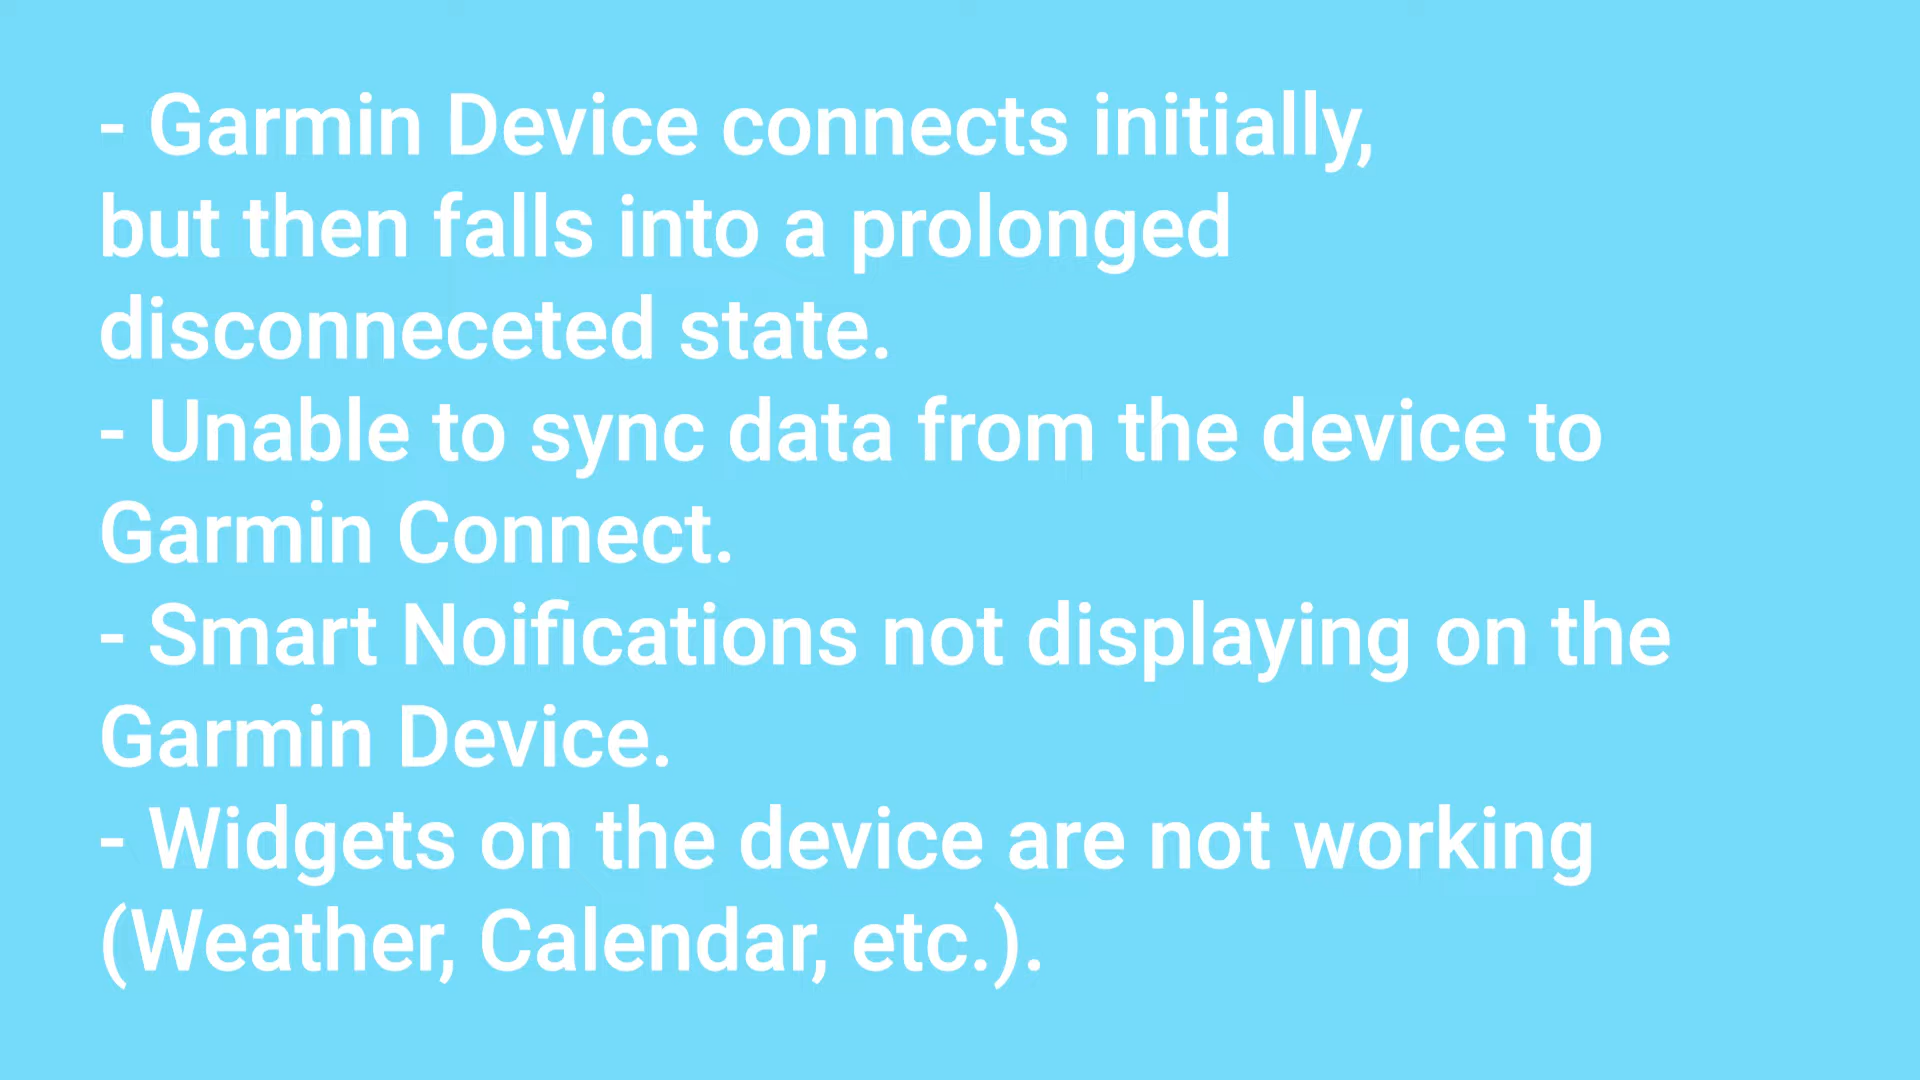 - Garmin Device connects initially,
but then falls into a prolonged
disconneceted state.
- Unable to sync data from the device to
Garmin Connect.
- Smart Noifications not displaying on the
Garmin Device.
- Widgets on the device are not working
(Weather, Calendar, etc.).